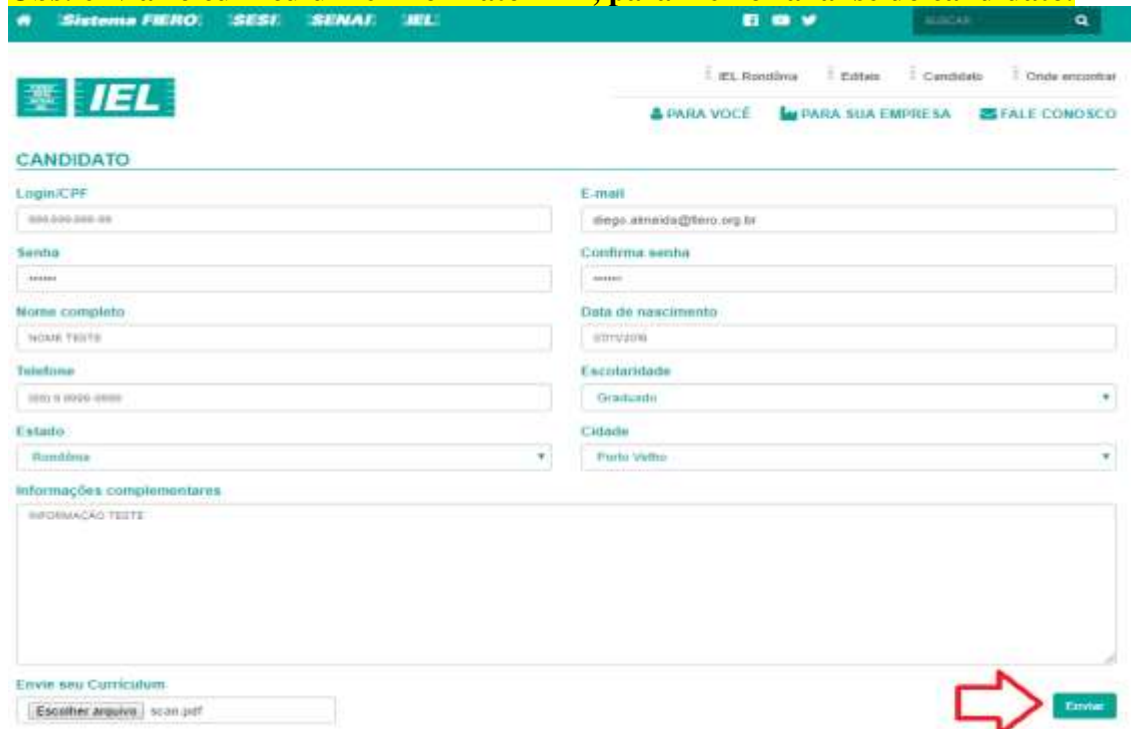 Sistema FIERO SESI SENAI IEL BUSCAR
IEL Rondônia Editais Candidato Onde encontrar
IEL
PARA VOCÊ PARA SUA EMPRESA FALE CONOSCO
CANDIDATO
Login/CPF E-mail
diego.almeida@fiero.org.br
Senha Confirma senha
Nome completo Data de nascimento
NOME TESTE
Telefone Escolaridade
Graduado
Estado Cidade
Rondônia Porto Velho
Informações complementares
INFORMAÇÃO TESTE
Envie seu Curriculum
Escolher arquivo scan.pdf Enviar